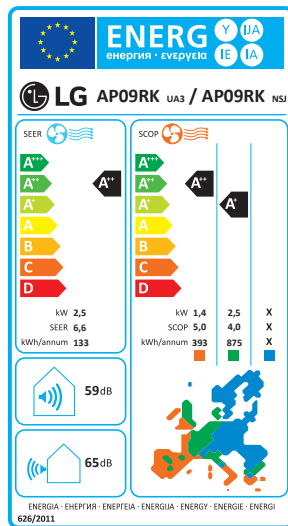 ENERG Y IJA
енергия · ενεργεία IE IA
LG AP09RK UA3 / AP09RK NSJ
SEER SCOP
A+++ A+++
A++ A++ A++ A++
A+ A+ A+
A A
B B
C C
D D
kW 2,5 kW 1,4 2,5 X
SEER 6,6 SCOP 5,0 4,0 X
kWh/annum 133 kWh/annum 393 875 X
59dB
65dB
ENERGIA · ЕНЕРГИЯ · ΕΝΕΡΓΕΙΑ · ENERGIJA · ENERGY · ENERGIE · ENERGI
626/2011